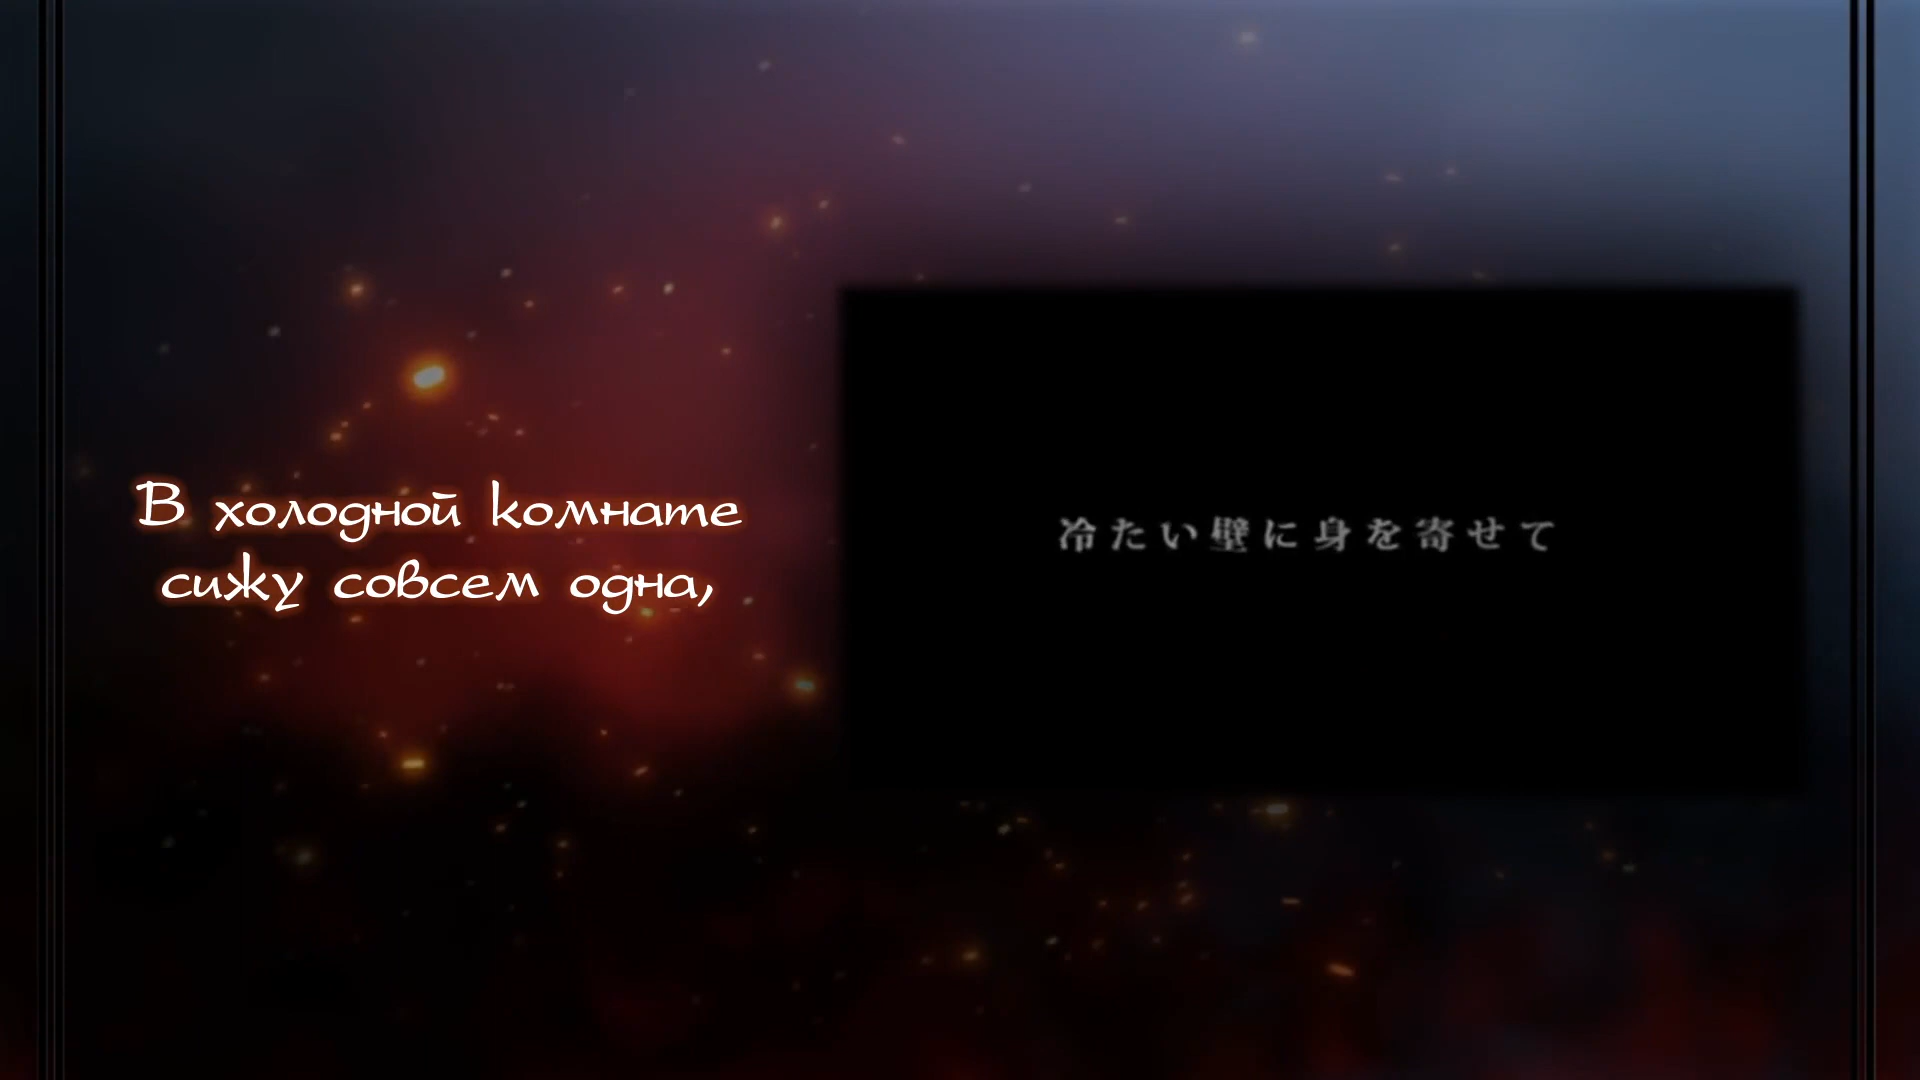 В холодной комнате
сижу совсем одна,
冷たい壁に身を寄せて